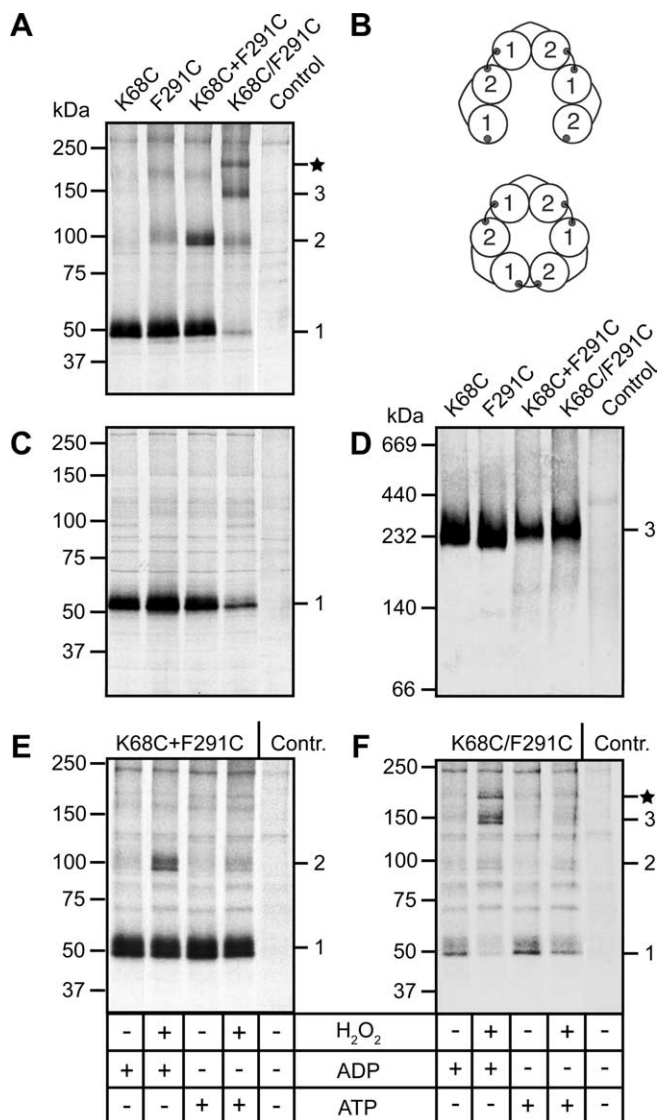 A
B
K68C
F291C
K68C+F291C
K68C/F291C
Control
kDa
250
150
100
75
50
37
★
3
2
1
1
2
2
1
1
2
1
2
2
1
1
2
C
250
150
100
75
50
37
1
D
K68C
F291C
K68C+F291C
K68C/F291C
Control
kDa
669
440
232
140
66
3
E
K68C+F291C
Contr.
250
150
100
75
50
37
2
1
F
K68C/F291C
Contr.
250
150
100
75
50
37
★
3
2
1
- + - + - H₂O₂ - + - + -
+ + - - - ADP + + - - -
- - + + - ATP - - + + -